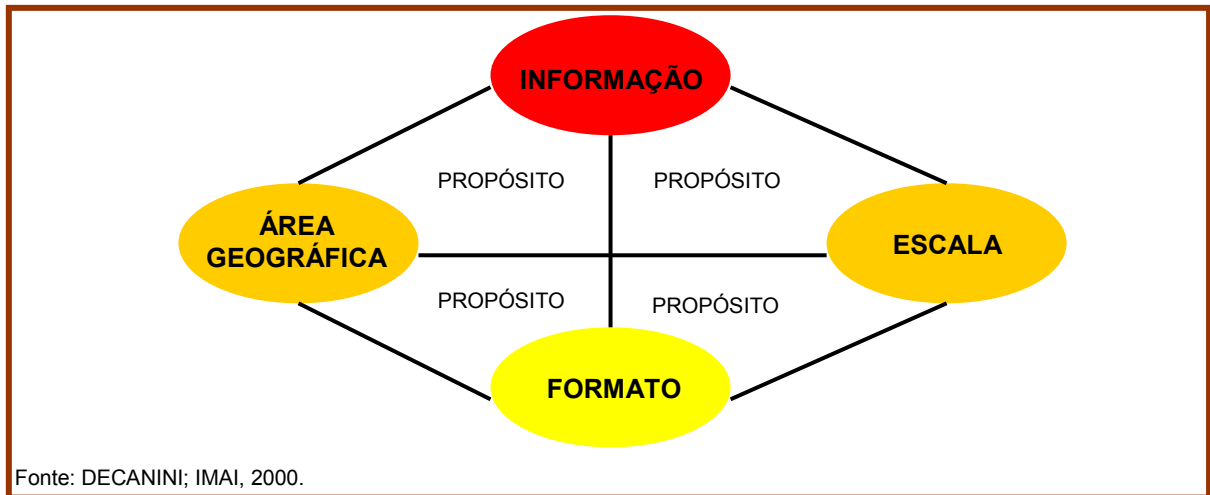 INFORMAÇÃO
PROPÓSITO
PROPÓSITO
ÁREA
GEOGRÁFICA
ESCALA
PROPÓSITO
PROPÓSITO
FORMATO
Fonte: DECANINI; IMAI, 2000.